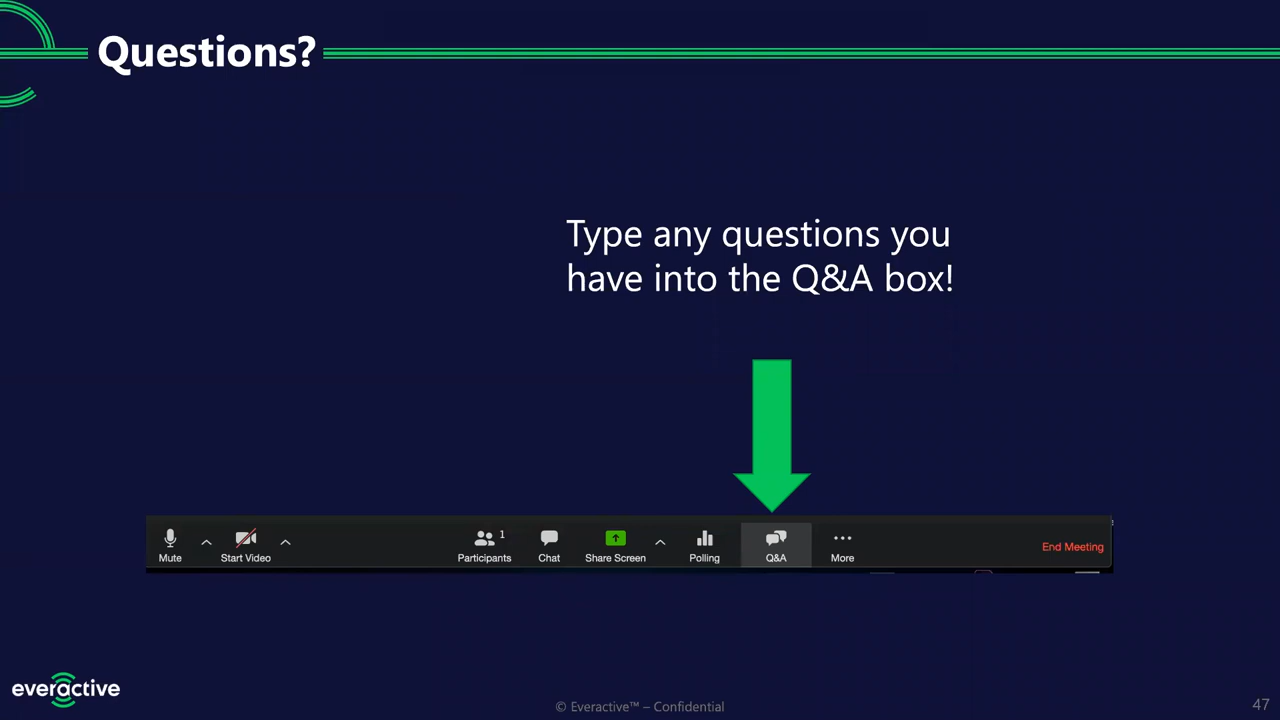 Questions?
Type any questions you
have into the Q&A box!
Mute
Start Video
Participants
1
Chat
Share Screen
Polling
Q&A
More
End Meeting
everactive
© Everactive™ – Confidential
47